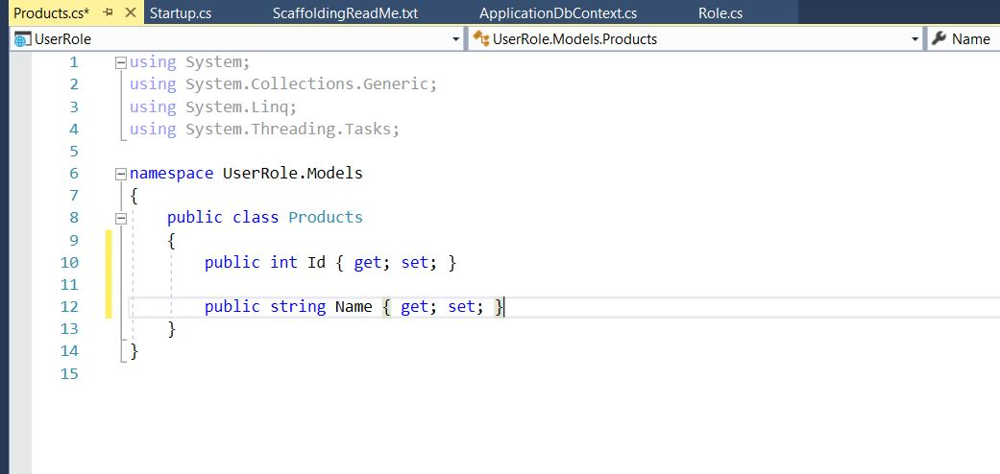 Products.cs* Startup.cs ScaffoldingReadMe.txt ApplicationDbContext.cs Role.cs
UserRole UserRole.Models.Products Name
1 using System;
2 using System.Collections.Generic;
3 using System.Linq;
4 using System.Threading.Tasks;
5
6 namespace UserRole.Models
7 {
8 public class Products
9 {
10 public int Id { get; set; }
11
12 public string Name { get; set; }
13 }
14 }
15